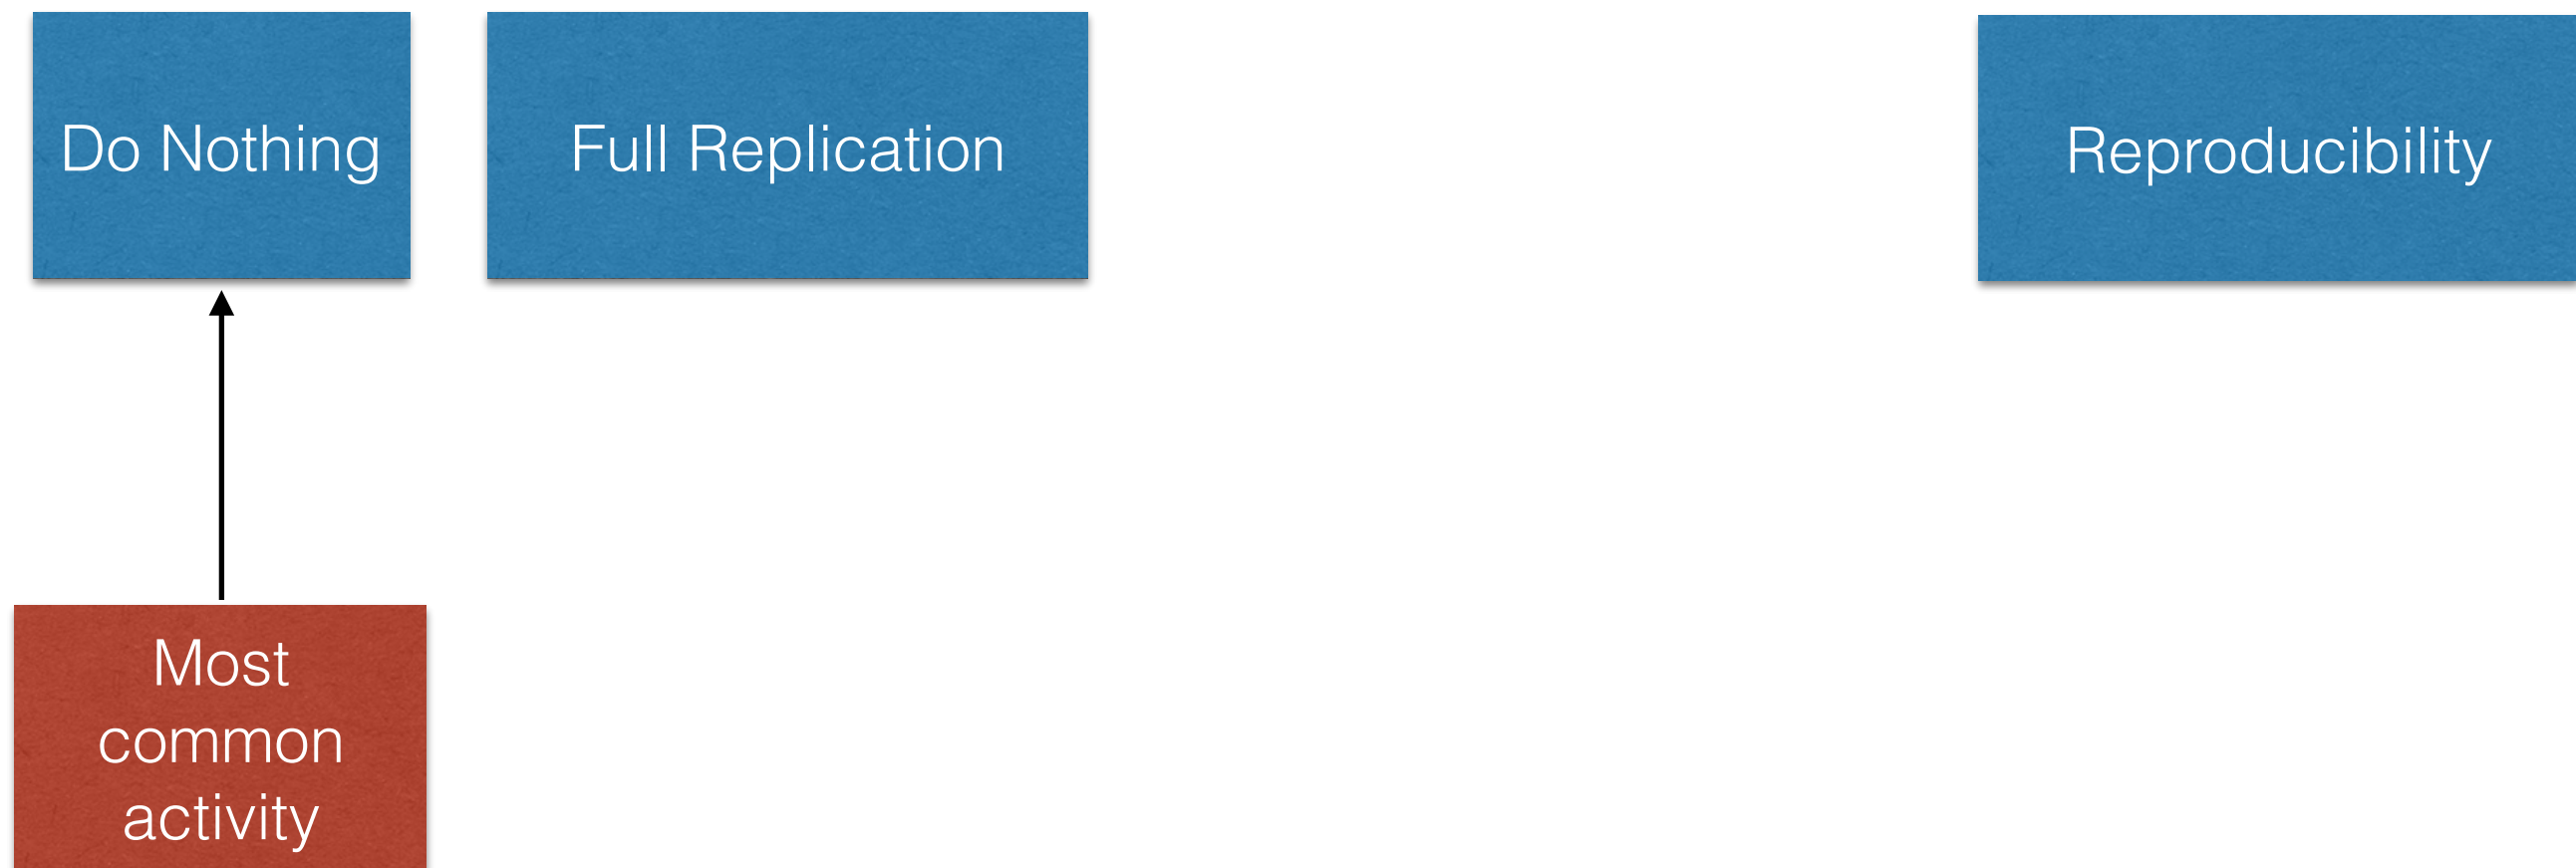 Do Nothing
Full Replication
Reproducibility
Most
common
activity